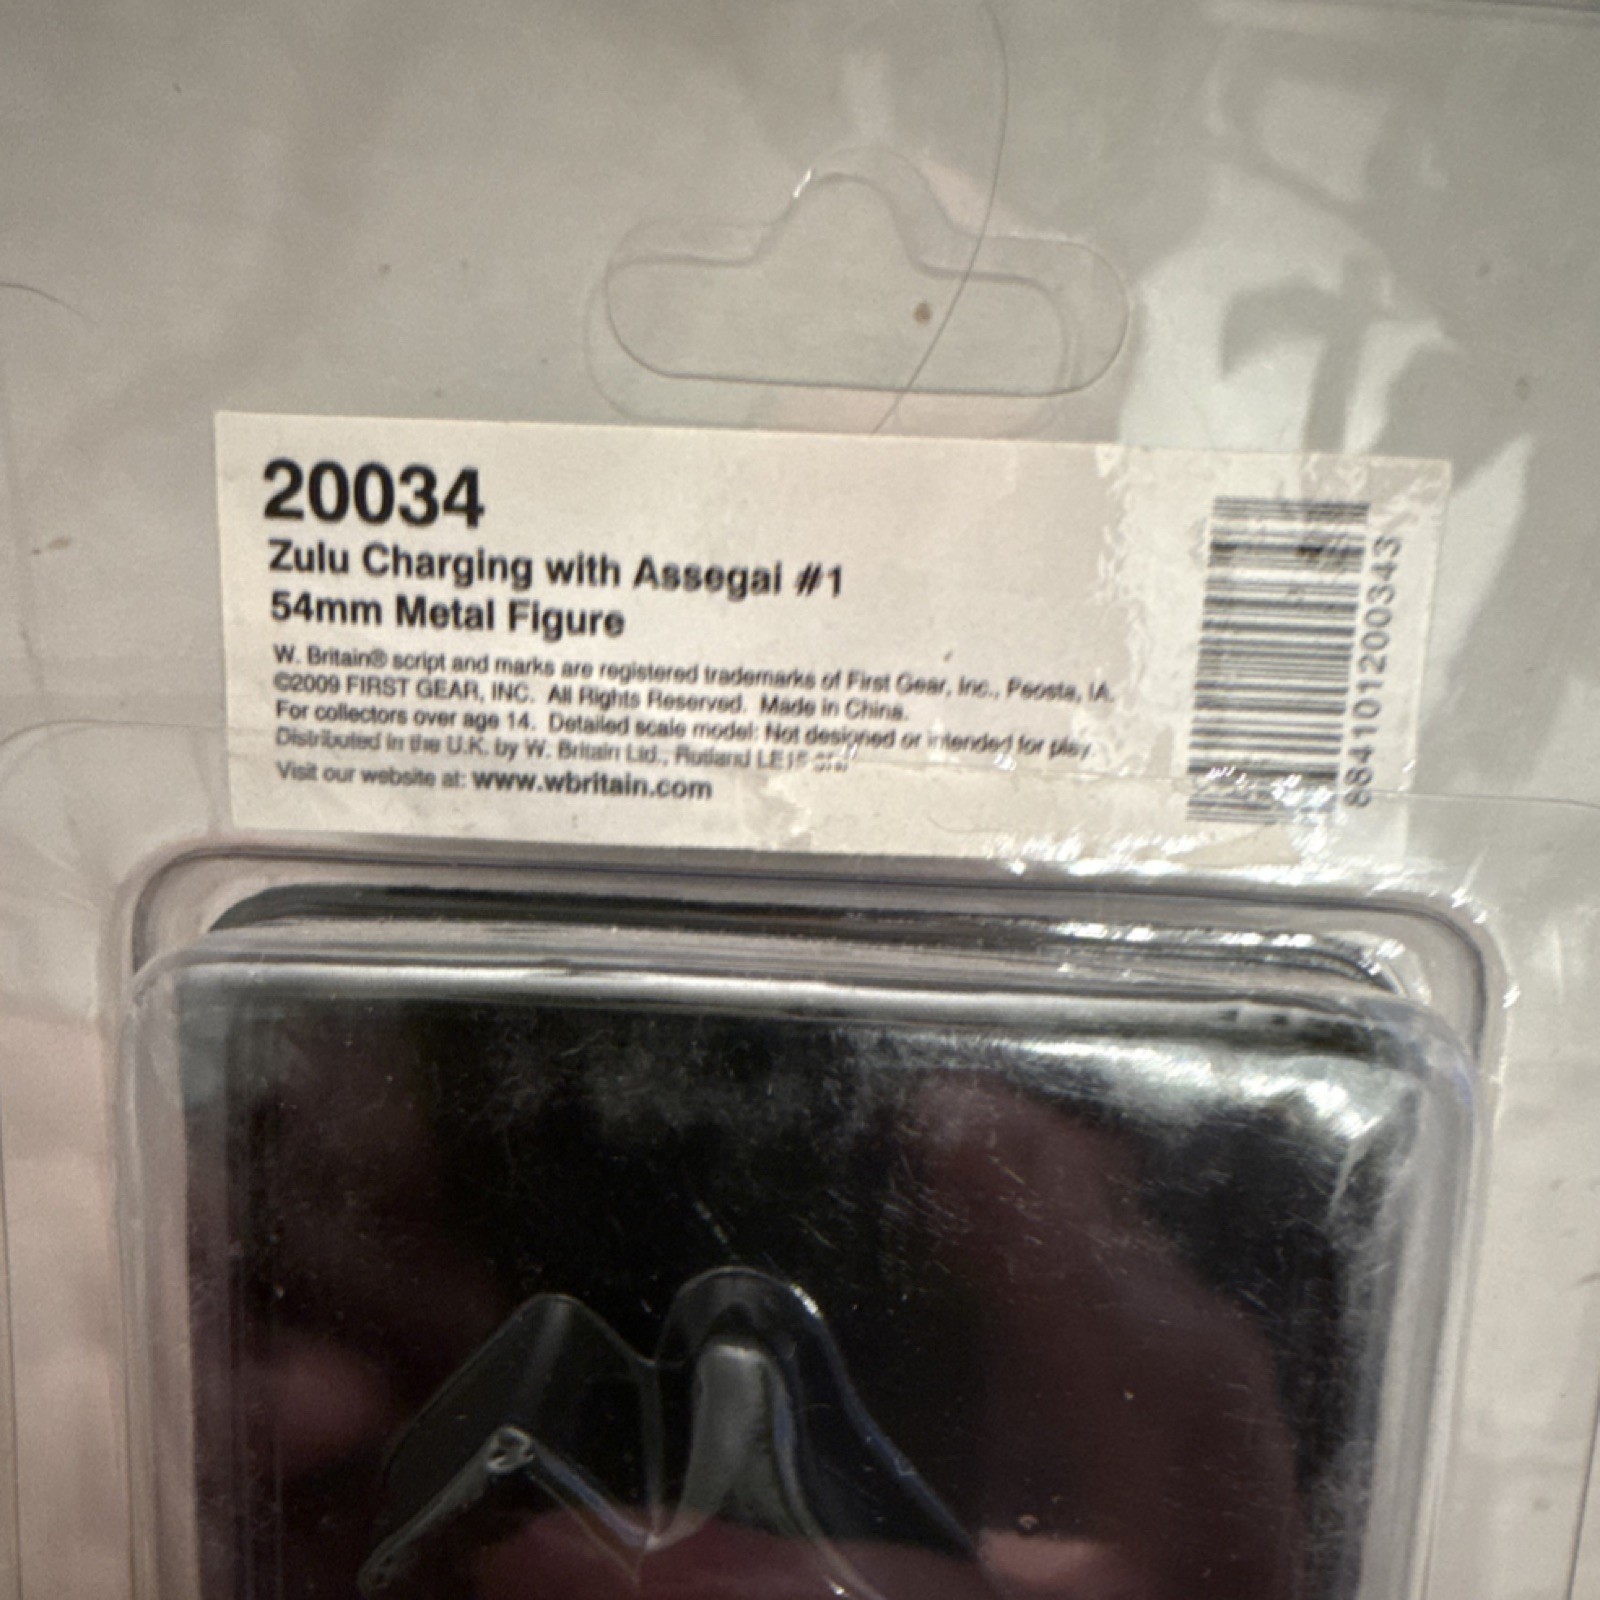 20034
Zulu Charging with Assegai #1
54mm Metal Figure
W. Britain® script and marks are registered trademarks of First Gear, Inc., Peosta, IA.
©2009 FIRST GEAR, INC. All Rights Reserved. Made in China.
For collectors over age 14. Detailed scale model: Not designed or intended for play.
Distributed in the U.K. by W. Britain Ltd., Rutland LE15
Visit our website at: www.wbritain.com
884101200343